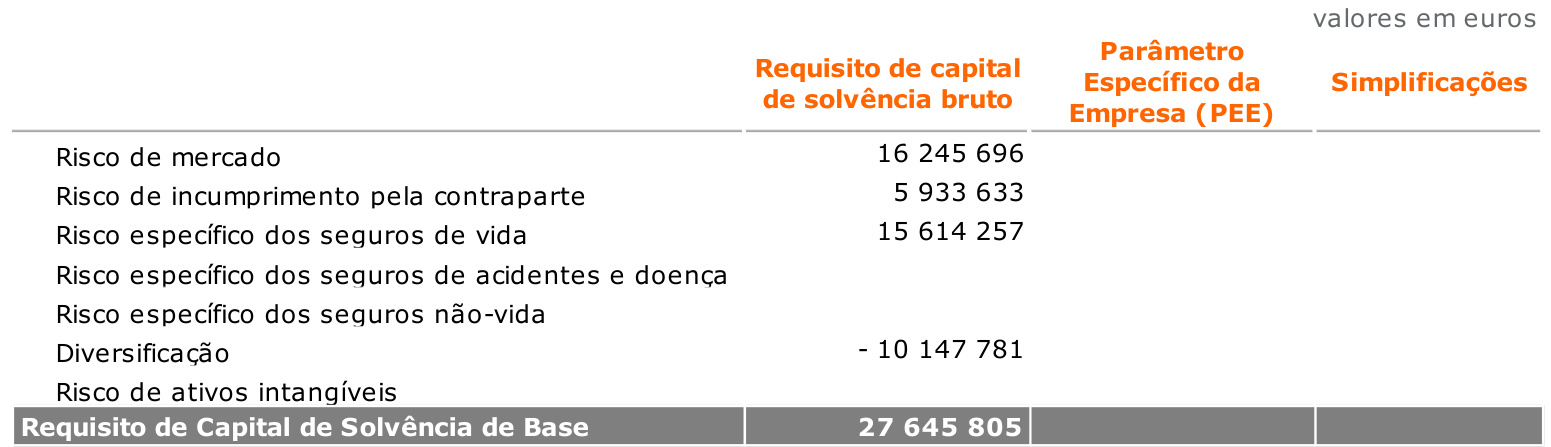 valores em euros
Requisito de capital de solvência bruto Parâmetro Específico da Empresa (PEE) Simplificações
Risco de mercado 16 245 696
Risco de incumprimento pela contraparte 5 933 633
Risco específico dos seguros de vida 15 614 257
Risco específico dos seguros de acidentes e doença
Risco específico dos seguros não-vida
Diversificação - 10 147 781
Risco de ativos intangíveis
Requisito de Capital de Solvência de Base 27 645 805